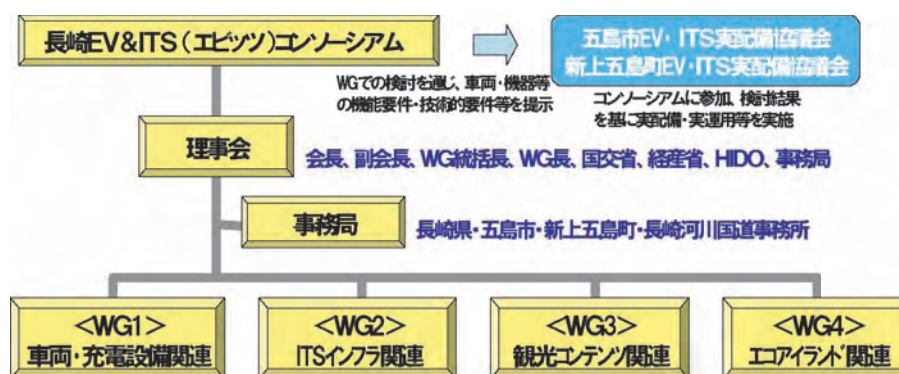 長崎EV&ITS(エビッツ)コンソーシアム
五島市EV・ITS実配備協議会
新上五島町EV・ITS実配備協議会
WGでの検討を通じ、車両・機器等
の機能要件・技術的要件等を提示
コンソーシアムに参加、検討結果
を基に実配備・実運用等を実施
理事会
会長、副会長、WG統括長、WG長、国交省、経産省、HIDO、事務局
事務局
長崎県・五島市・新上五島町・長崎河川国道事務所
<WG1>
車両・充電設備関連
<WG2>
ITSインフラ関連
<WG3>
観光コンテンツ関連
<WG4>
エコアイランド関連